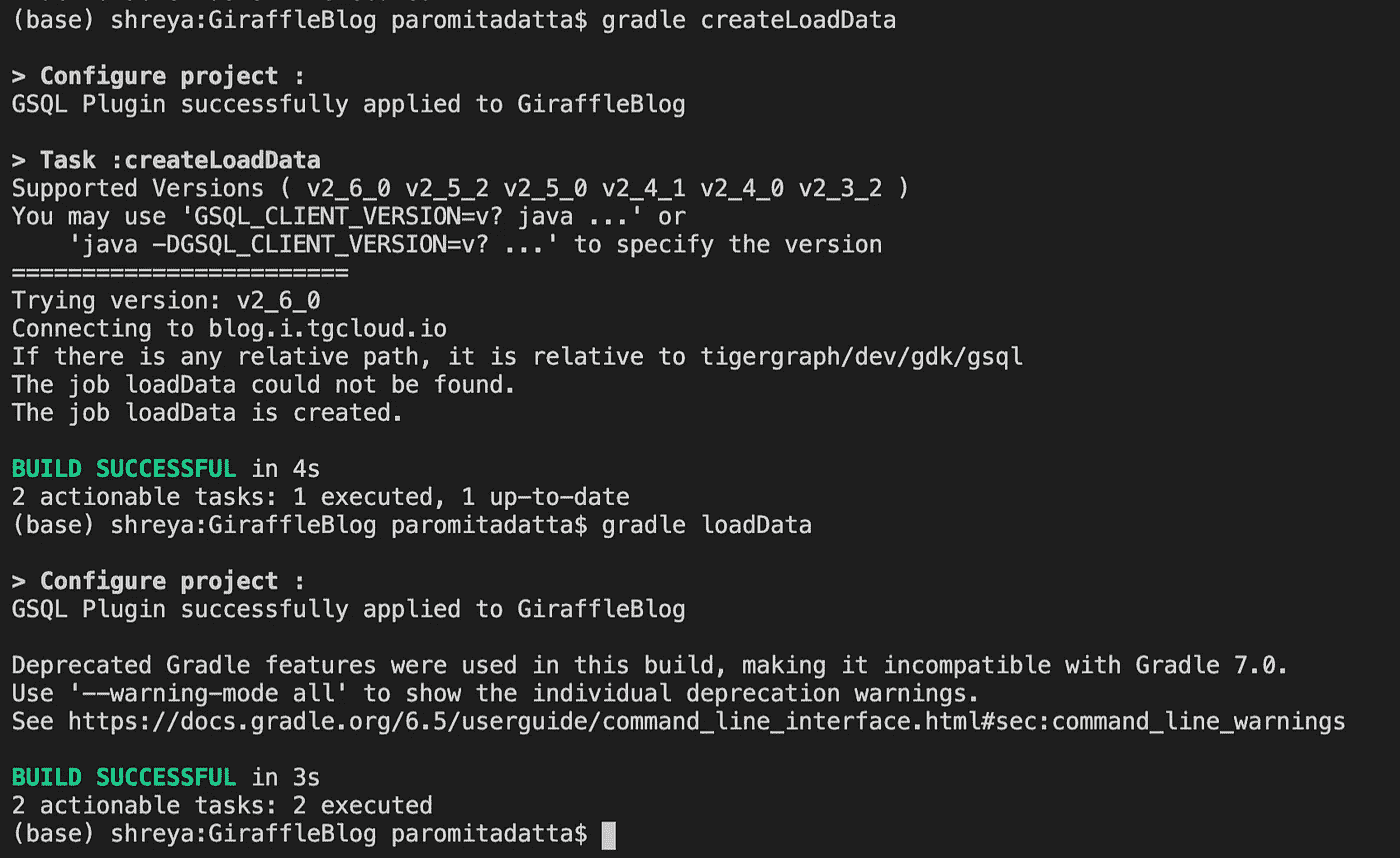 (base) shreya:GiraffleBlog paromitadatta$ gradle createLoadData
> Configure project :
GSQL Plugin successfully applied to GiraffleBlog
> Task :createLoadData
Supported Versions ( v2_6_0 v2_5_2 v2_5_0 v2_4_1 v2_4_0 v2_3_2 )
You may use 'GSQL_CLIENT_VERSION=v? java ...' or
    'java -DGSQL_CLIENT_VERSION=v? ...' to specify the version
========================
Trying version: v2_6_0
Connecting to blog.i.tgcloud.io
If there is any relative path, it is relative to tigergraph/dev/gdk/gsql
The job loadData could not be found.
The job loadData is created.
BUILD SUCCESSFUL in 4s
2 actionable tasks: 1 executed, 1 up-to-date
(base) shreya:GiraffleBlog paromitadatta$ gradle loadData
> Configure project :
GSQL Plugin successfully applied to GiraffleBlog
Deprecated Gradle features were used in this build, making it incompatible with Gradle 7.0.
Use '--warning-mode all' to show the individual deprecation warnings.
See https://docs.gradle.org/6.5/userguide/command_line_interface.html#sec:command_line_warnings
BUILD SUCCESSFUL in 3s
2 actionable tasks: 2 executed
(base) shreya:GiraffleBlog paromitadatta$